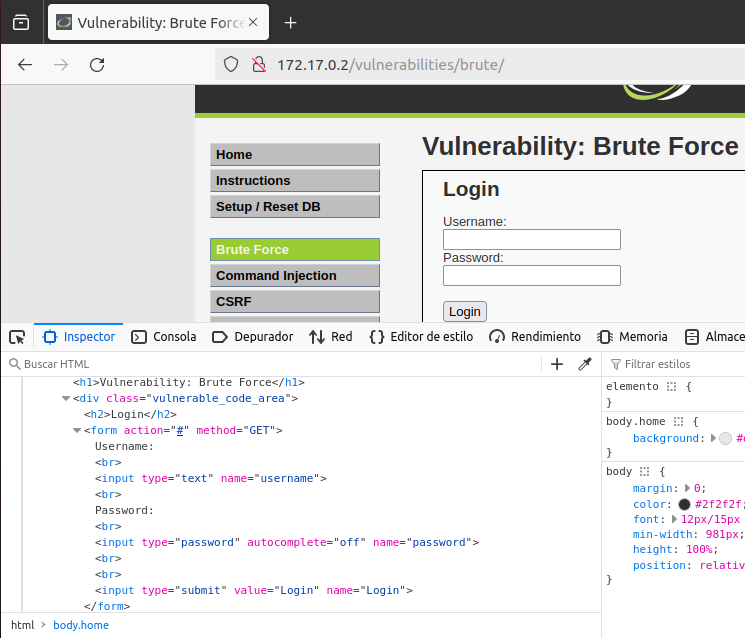 Vulnerability: Brute Force
172.17.0.2/vulnerabilities/brute/
Home
Instructions
Setup / Reset DB
Brute Force
Command Injection
CSRF
Vulnerability: Brute Force
Login
Username:
Password:
Login
Inspector
Consola
Depurador
Red
Editor de estilo
Rendimiento
Memoria
Almace
Buscar HTML
<h1>Vulnerability: Brute Force</h1>
<div class="vulnerable_code_area">
<h2>Login</h2>
<form action="#" method="GET">
Username:
<br>
<input type="text" name="username">
<br>
Password:
<br>
<input type="password" autocomplete="off" name="password">
<br>
<br>
<input type="submit" value="Login" name="Login">
</form>
html > body.home
Filtrar estilos
elemento {
}
body.home {
background: #
}
body {
margin: 0;
color: #2f2f2f;
font: 12px/15px
min-width: 981px;
height: 100%;
position: relativ
}